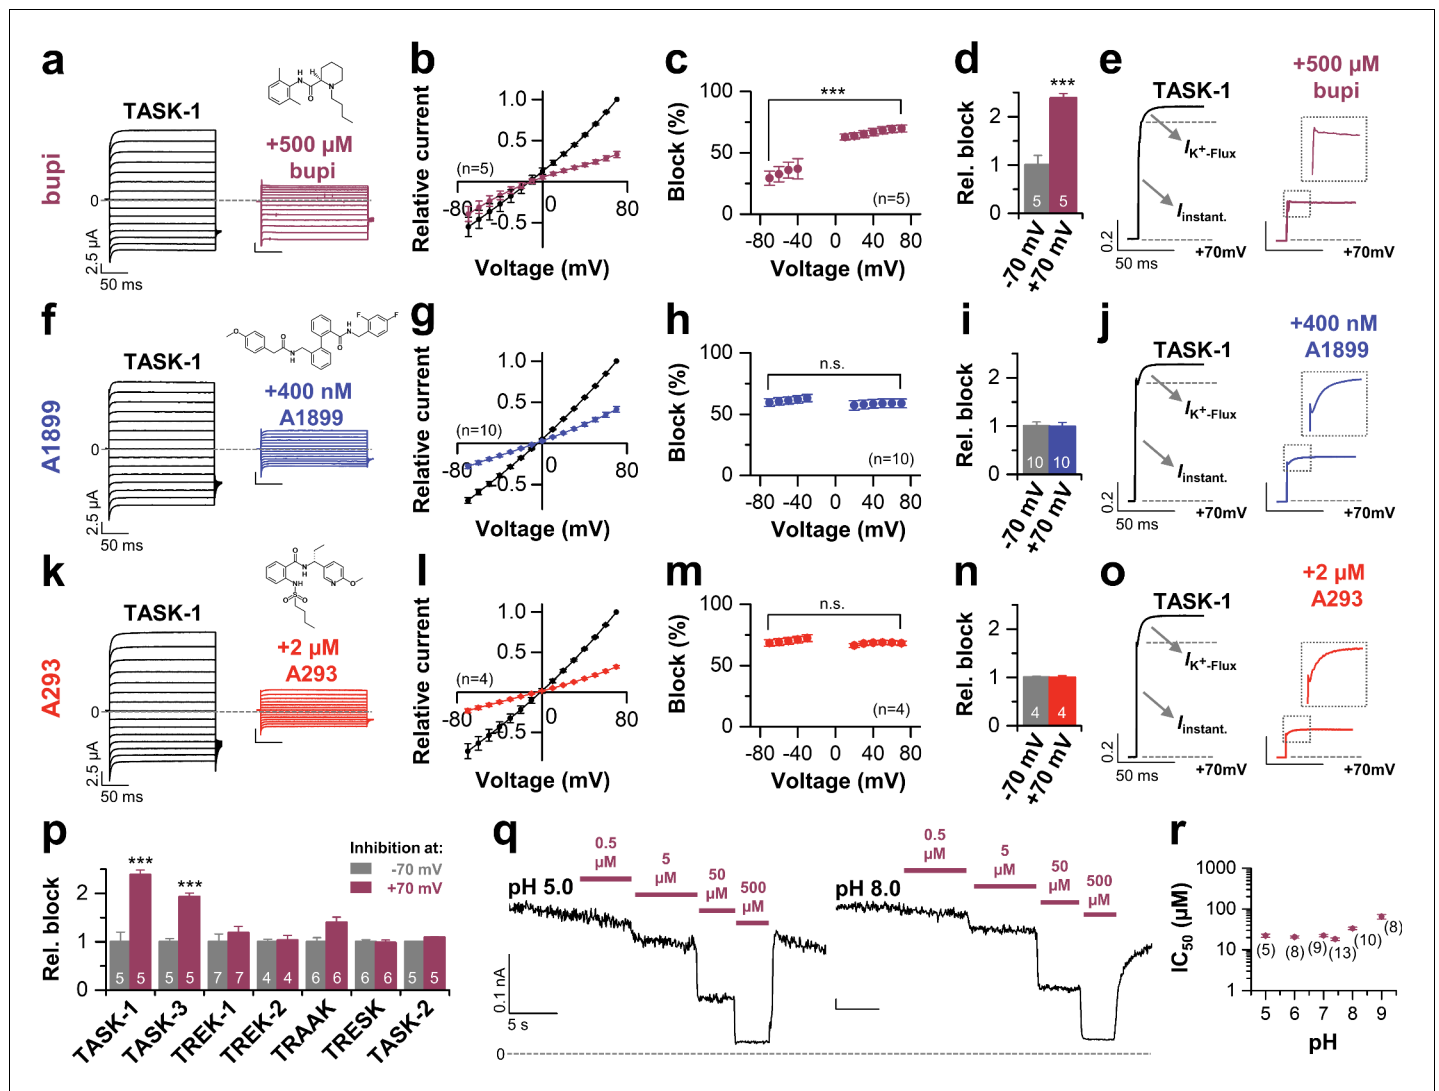 a
bupi
TASK-1
+500 µM
bupi
0
2.5 µA
50 ms
b
Relative current
1.0
0.5
-0.5
-80
0
80
(n=5)
Voltage (mV)
c
Block (%)
100
50
0
***
(n=5)
-80
-40
0
40
80
Voltage (mV)
d
Rel. block
2
1
0
***
5
5
-70 mV
+70 mV
e
TASK-1
IK+-Flux
Iinstant.
0.2
50 ms
+70mV
+500 µM
bupi
+70mV
f
A1899
TASK-1
+400 nM
A1899
0
2.5 µA
50 ms
g
Relative current
1.0
0.5
-0.5
-80
0
80
(n=10)
Voltage (mV)
h
Block (%)
100
50
0
n.s.
(n=10)
-80
-40
0
40
80
Voltage (mV)
i
Rel. block
2
1
0
10
10
-70 mV
+70 mV
j
TASK-1
IK+-Flux
Iinstant.
0.2
50 ms
+70mV
+400 nM
A1899
+70mV
k
A293
TASK-1
+2 µM
A293
0
2.5 µA
50 ms
l
Relative current
1.0
0.5
-0.5
-80
0
80
(n=4)
Voltage (mV)
m
Block (%)
100
50
0
n.s.
(n=4)
-80
-40
0
40
80
Voltage (mV)
n
Rel. block
2
1
0
4
4
-70 mV
+70 mV
o
TASK-1
IK+-Flux
Iinstant.
0.2
50 ms
+70mV
+2 µM
A293
+70mV
p
Inhibition at:
-70 mV
+70 mV
Rel. block
2
1
0
***
***
5 5 5 5 7 7 4 4 6 6 6 6 5 5
TASK-1
TASK-3
TREK-1
TREK-2
TRAAK
TRESK
TASK-2
q
pH 5.0
0.5
µM
5
µM
50
µM
500
µM
0.1 nA
5 s
0
pH 8.0
0.5
µM
5
µM
50
µM
500
µM
r
IC50 (µM)
1000
100
10
1
(5)
(8)
(9)
(13)
(10)
(8)
5
6
7
8
9
pH